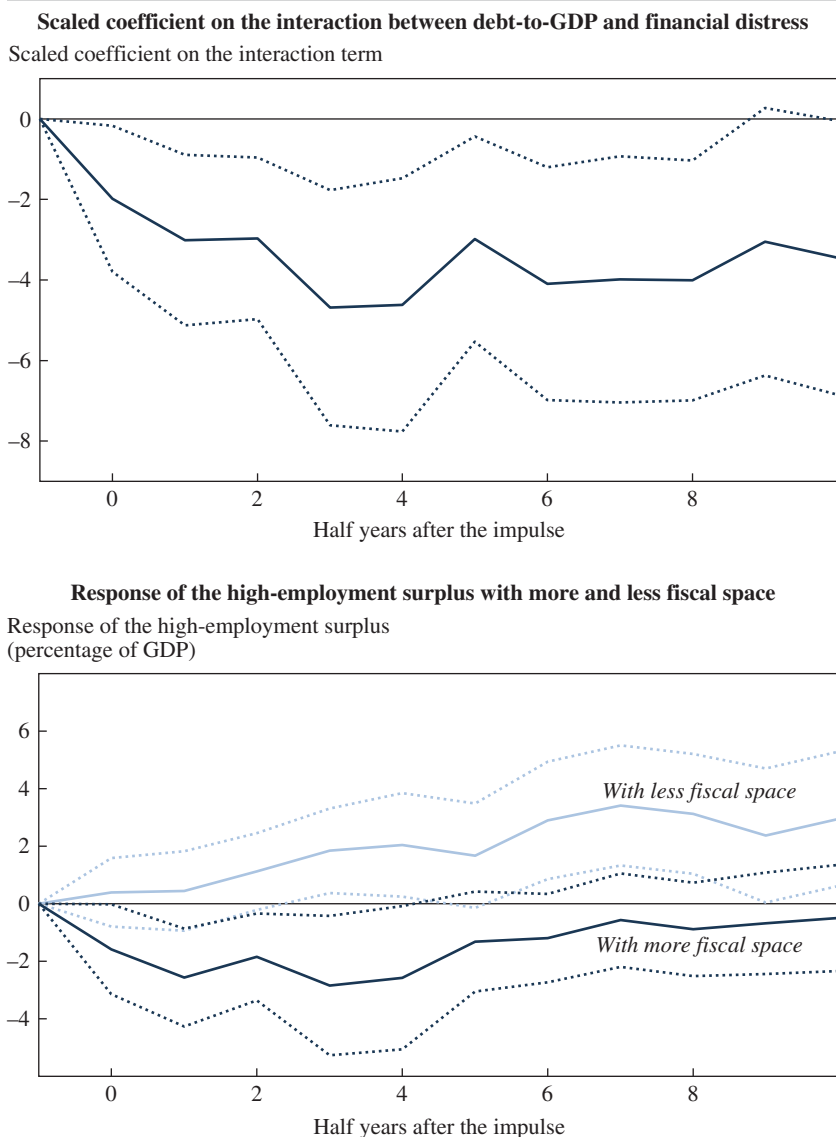 Scaled coefficient on the interaction between debt-to-GDP and financial distress
Scaled coefficient on the interaction term
0
–2
–4
–6
–8
0 2 4 6 8
Half years after the impulse
Response of the high-employment surplus with more and less fiscal space
Response of the high-employment surplus
(percentage of GDP)
6
4
With less fiscal space
2
0
With more fiscal space
–2
–4
0 2 4 6 8
Half years after the impulse